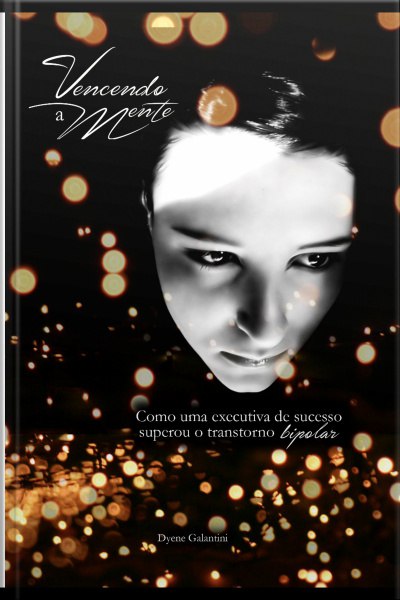 Vencendo
a Mente
Como uma executiva de sucesso
superou o transtorno bipolar
Dyene Galantini